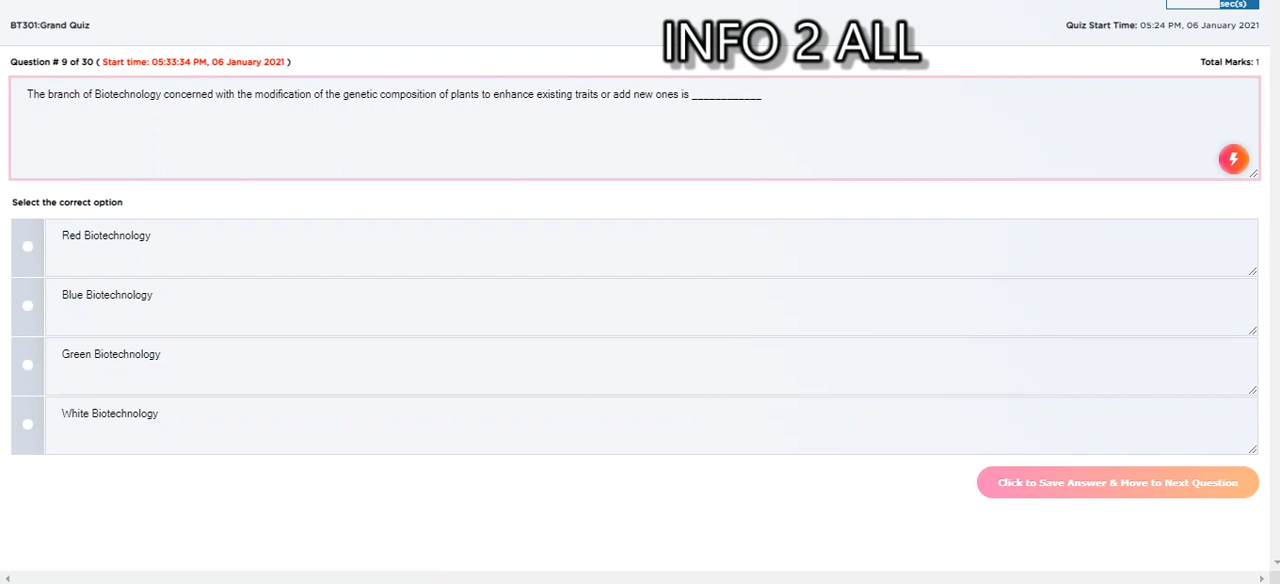 sec(s)
BT301:Grand Quiz
INFO 2 ALL
Quiz Start Time: 05:24 PM, 06 January 2021
Question # 9 of 30 ( Start time: 05:33:34 PM, 06 January 2021 )
Total Marks: 1
The branch of Biotechnology concerned with the modification of the genetic composition of plants to enhance existing traits or add new ones is ____________
Select the correct option
Red Biotechnology
Blue Biotechnology
Green Biotechnology
White Biotechnology
Click to Save Answer & Move to Next Question